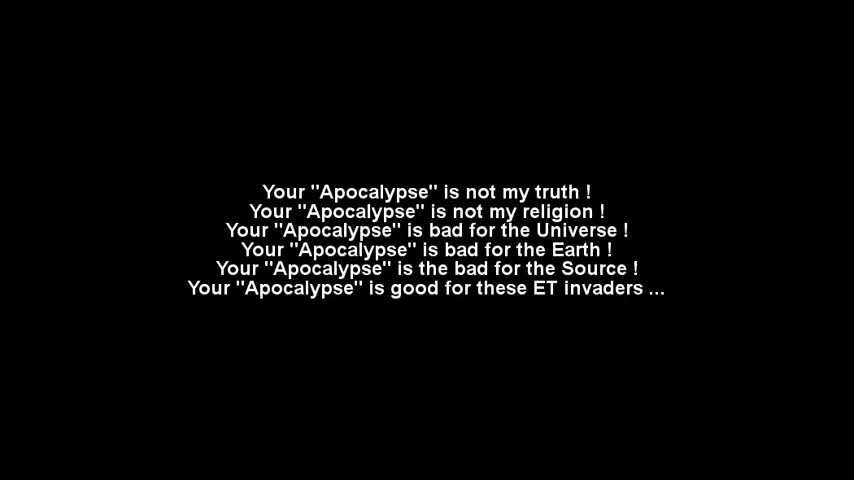 Your "Apocalypse" is not my truth !
Your "Apocalypse" is not my religion !
Your "Apocalypse" is bad for the Universe !
Your "Apocalypse" is bad for the Earth !
Your "Apocalypse" is the bad for the Source !
Your "Apocalypse" is good for these ET invaders ...